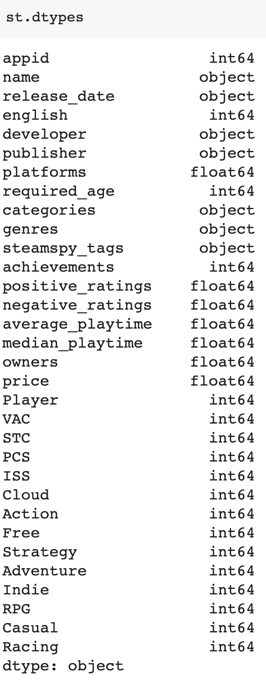 st.dtypes
appid int64
name object
release_date object
english int64
developer object
publisher object
platforms float64
required_age int64
categories object
genres object
steamspy_tags object
achievements int64
positive_ratings float64
negative_ratings float64
average_playtime float64
median_playtime float64
owners float64
price float64
Player int64
VAC int64
STC int64
PCS int64
ISS int64
Cloud int64
Action int64
Free int64
Strategy int64
Adventure int64
Indie int64
RPG int64
Casual int64
Racing int64
dtype: object